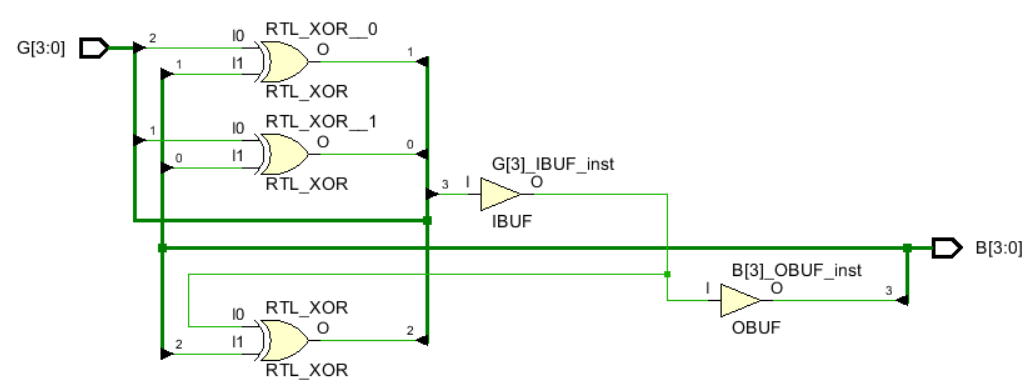 RTL_XOR__0
G[3:0]
2
I0
O
1
1
I1
RTL_XOR
RTL_XOR__1
1
I0
O
0
0
I1
RTL_XOR
G[3]_IBUF_inst
3
I
O
IBUF
B[3:0]
B[3]_OBUF_inst
I
O
3
OBUF
RTL_XOR
I0
O
2
2
I1
RTL_XOR